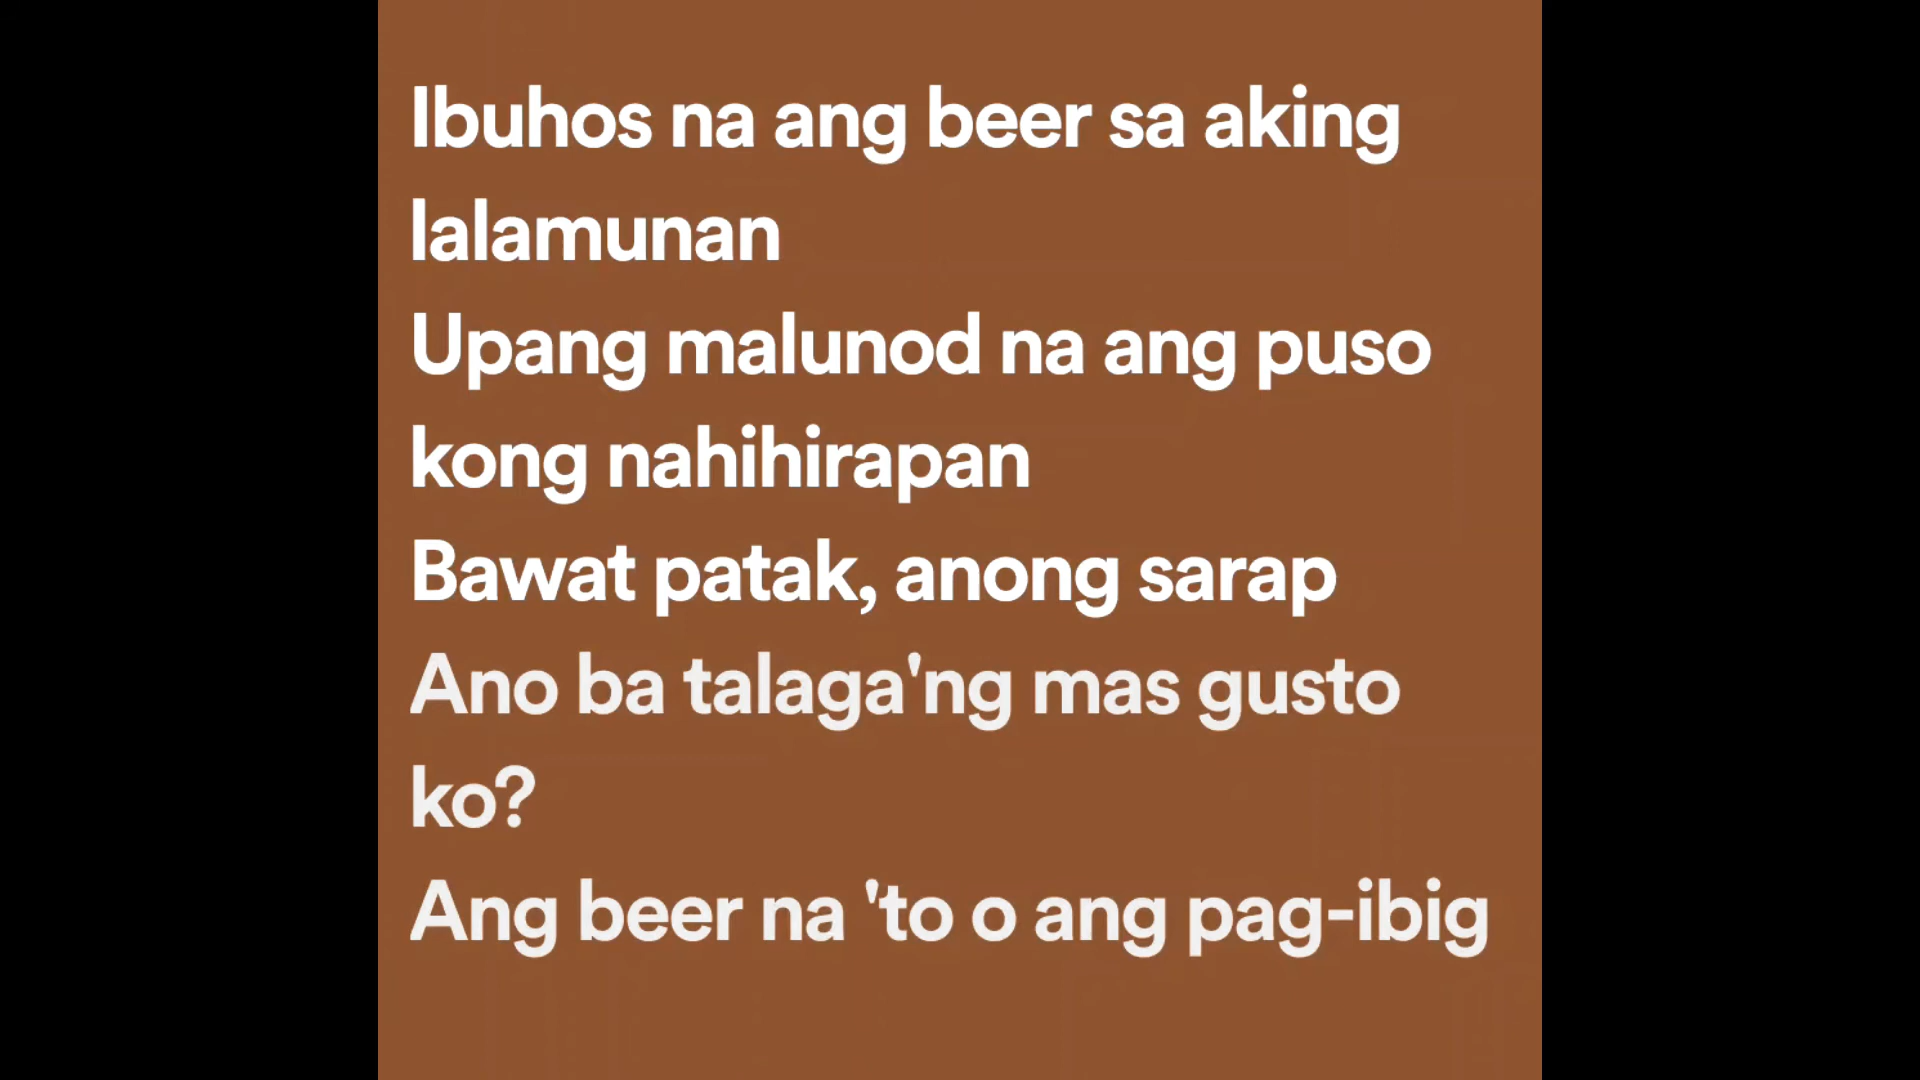 Ibuhos na ang beer sa aking
lalamunan
Upang malunod na ang puso
kong nahihirapan
Bawat patak, anong sarap
Ano ba talaga'ng mas gusto
ko?
Ang beer na 'to o ang pag-ibig